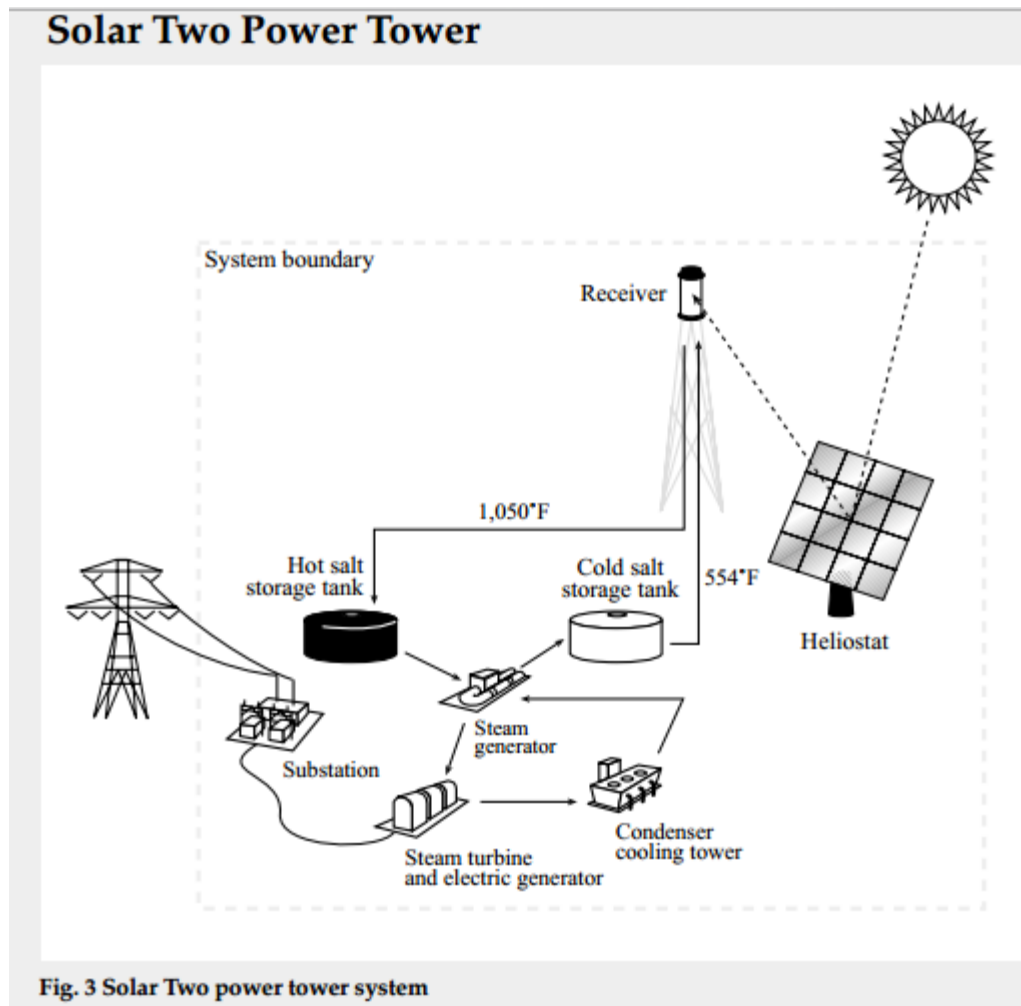 Solar Two Power Tower
System boundary
Receiver
1,050°F
Hot salt
storage tank
Cold salt
storage tank
554°F
Heliostat
Steam
generator
Substation
Condenser
cooling tower
Steam turbine
and electric generator
Fig. 3 Solar Two power tower system